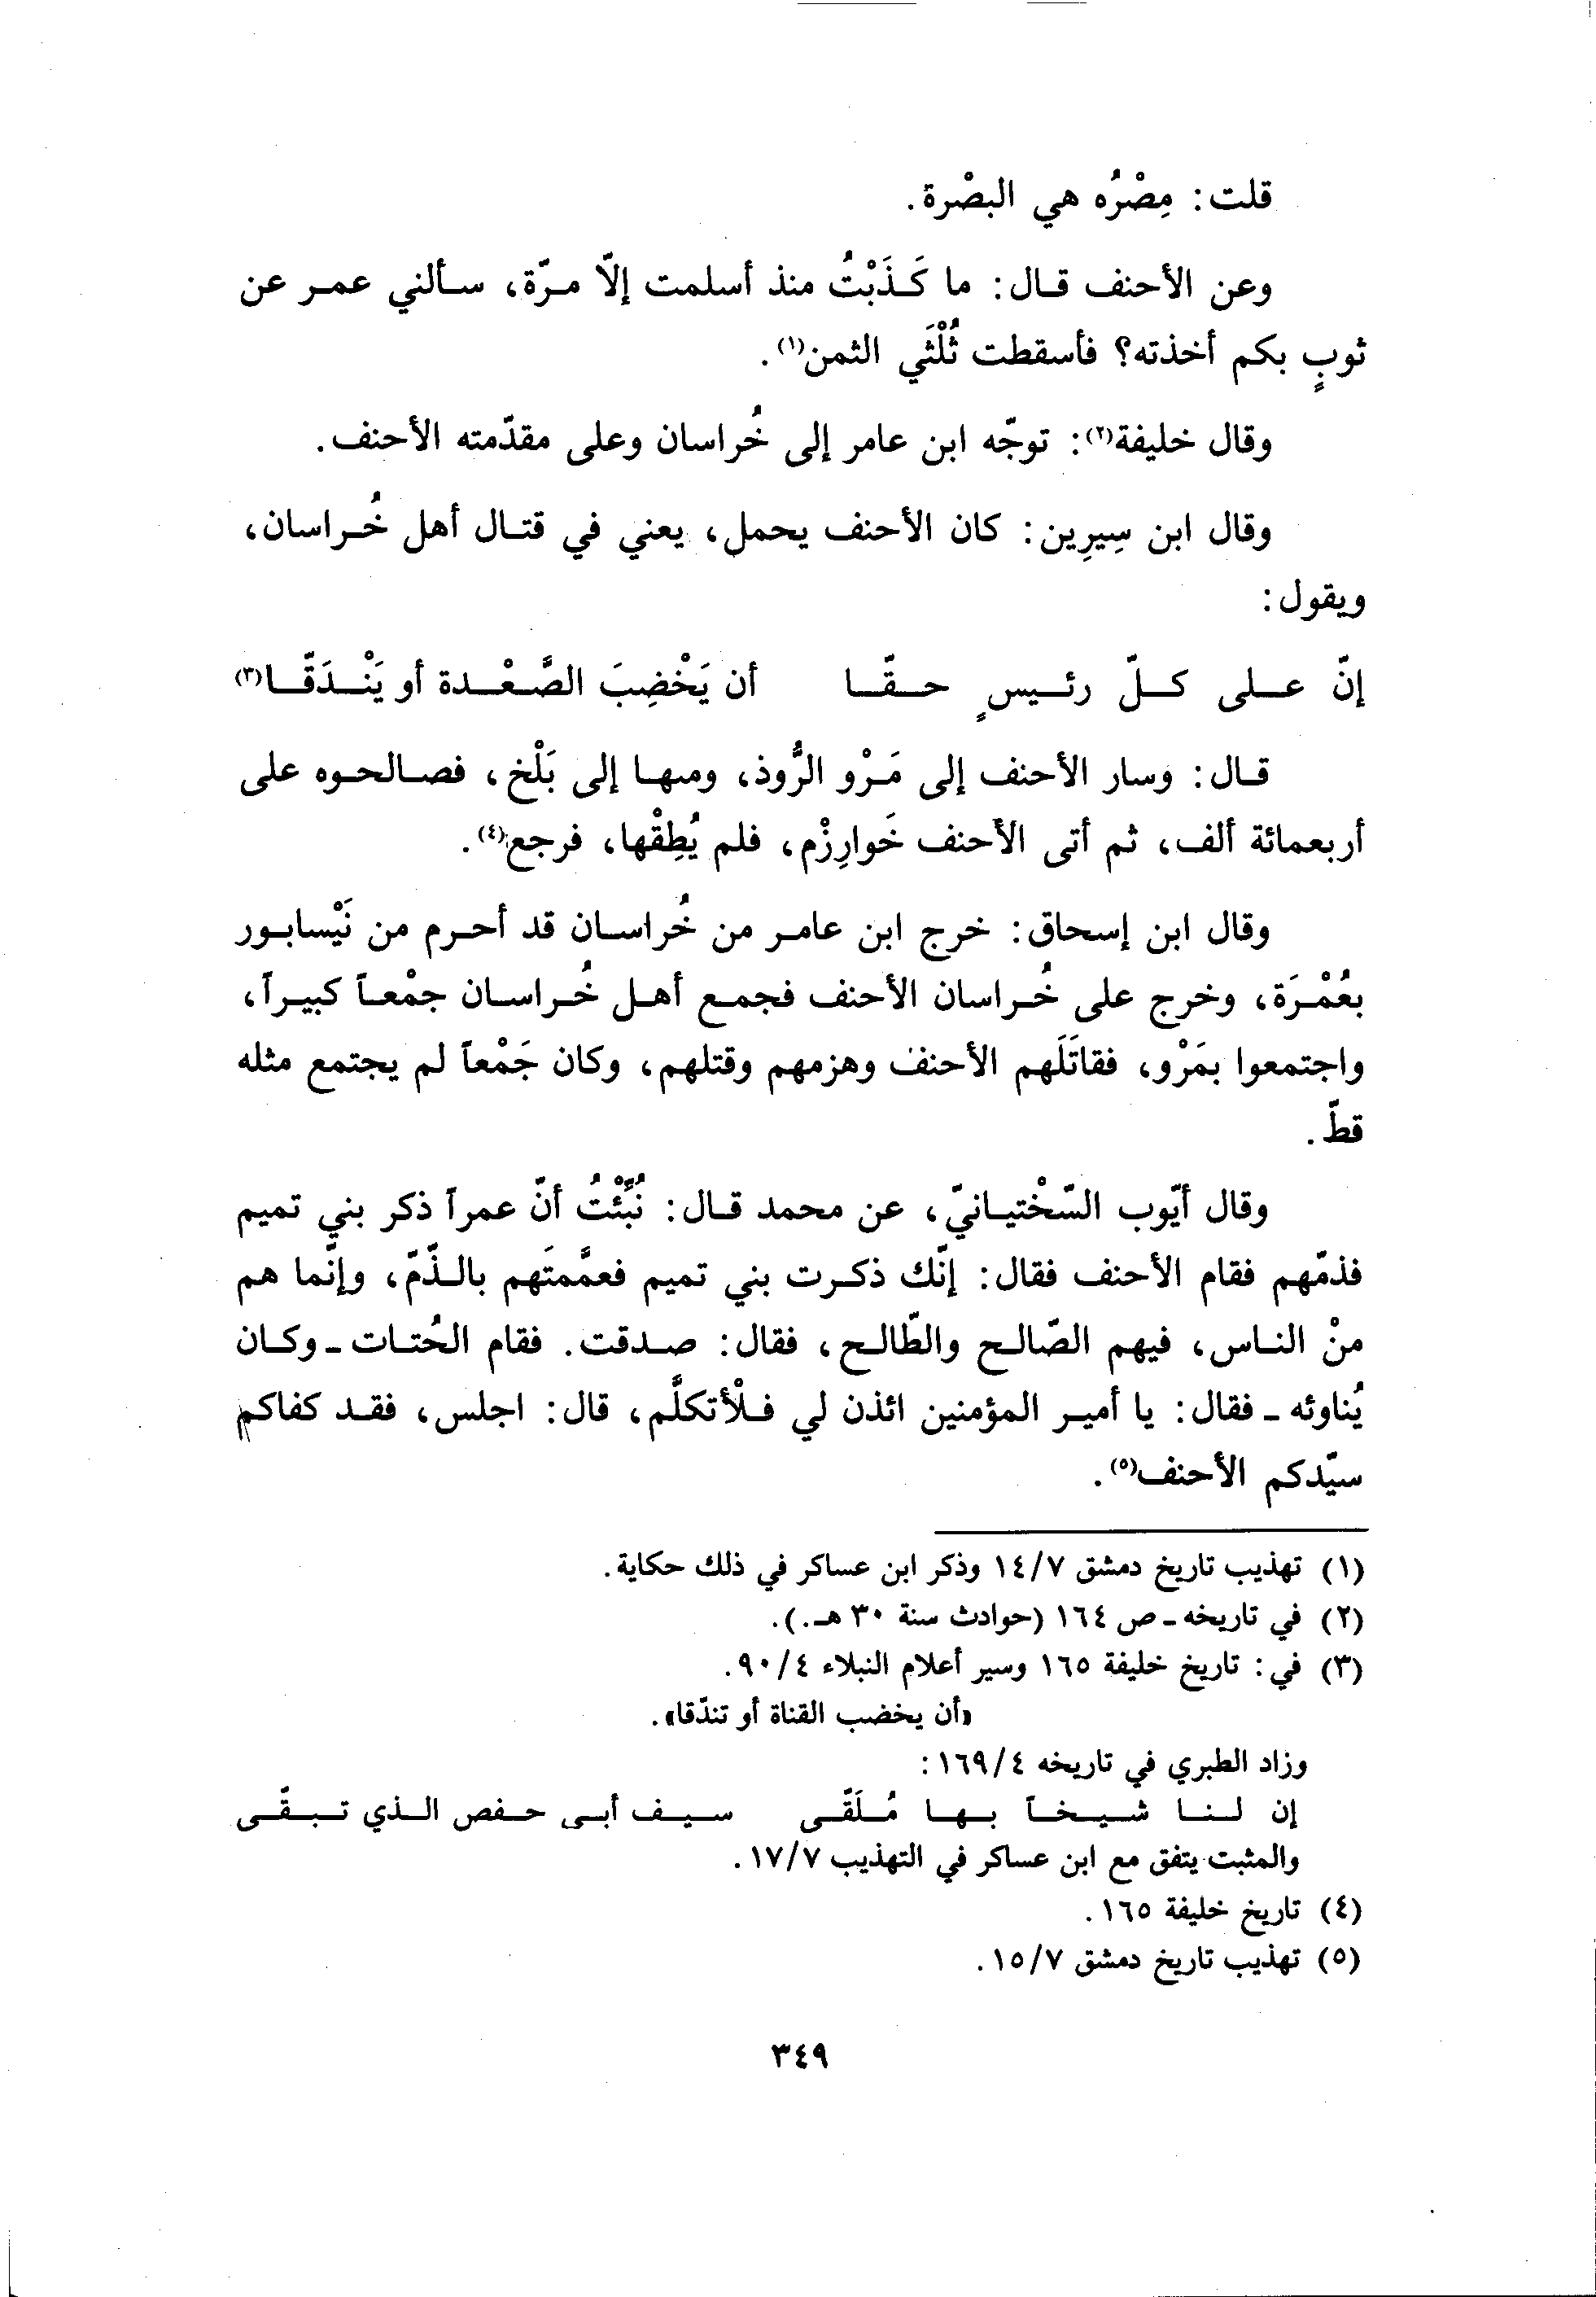 قلت: مِصْرُه هي البصْرة.
وعن الأحنف قال: ما كَذَبْتُ منذ أسلمت إلاّ مرّة، سألني عمر عن
ثوبٍ بكم أخذته؟ فأسقطت ثُلْثَي الثمن(١).
وقال خليفة(٢): توجّه ابن عامر إلى خُراسان وعلى مقدّمته الأحنف.
وقال ابن سِيرِين: كان الأحنف يحمل، يعني في قتال أهل خُراسان،
ويقول:
إنّ على كلّ رئيسٍ حقّا أن يَخْضِبَ الصَّعْدة أو يَنْدَقّا(٣)
قال: وسار الأحنف إلى مَرْو الرُّوذ، ومنها إلى بَلْخ، فصالحوه على
أربعمائة ألف، ثم أتى الأحنف خَوارِزْم، فلم يُطِقْها، فرجع(٤).
وقال ابن إسحاق: خرج ابن عامر من خُراسان قد أحرم من نَيْسابور
بعُمْرَة، وخرج على خُراسان الأحنف فجمع أهل خُراسان جمْعاً كبيراً،
واجتمعوا بمَرْو، فقاتَلَهم الأحنف وهزمهم وقتلهم، وكان جَمْعاً لم يجتمع مثله
قطّ.
وقال أيّوب السّخْتيانيّ، عن محمد قال: نُبِّئْتُ أنّ عمراً ذكر بني تميم
فذمّهم فقام الأحنف فقال: إنّك ذكرت بني تميم فعمَّمتَهم بالذّمّ، وإنّما هم
منْ الناس، فيهم الصّالح والطّالح، فقال: صدقت. فقام الحُتات ـ وكان
يُناوئه ـ فقال: يا أمير المؤمنين ائذن لي فلْأتكلَّم، قال: اجلس، فقد كفاكم
سيّدكم الأحنف(٥).
(١) تهذيب تاريخ دمشق ١٤/٧ وذكر ابن عساكر في ذلك حكاية.
(٢) في تاريخه ـ ص ١٦٤ (حوادث سنة ٣٠ هـ.).
(٣) في: تاريخ خليفة ١٦٥ وسير أعلام النبلاء ٩٠/٤.
«أن يخضب القناة أو تندّقا».
وزاد الطبري في تاريخه ١٦٩/٤:
إن لنا شيخاً بها مُلَقّى سيف أبي حفص الذي تبقّى
والمثبت يتفق مع ابن عساكر في التهذيب ١٧/٧.
(٤) تاريخ خليفة ١٦٥.
(٥) تهذيب تاريخ دمشق ١٥/٧.
٣٤٩